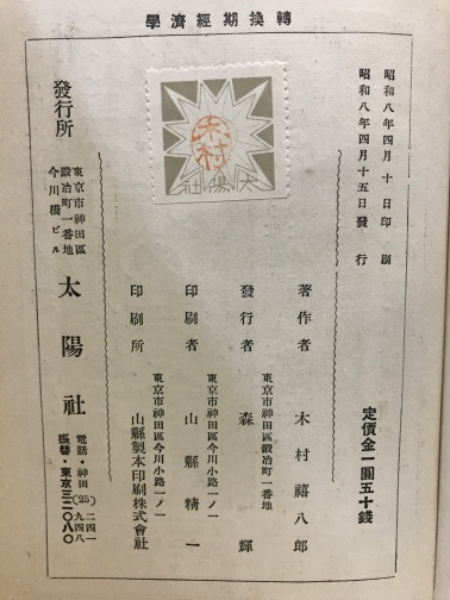 轉換期經濟學
昭和八年四月十日印刷
昭和八年四月十五日發行
定價金一圓五十錢
木村
太陽社
著作者 木村禧八郎
東京市神田區鍛冶町一番地
發行者 森輝
東京市神田區今川小路一ノ一
印刷者 山縣精一
東京市神田區今川小路一ノ一
印刷所 山縣製本印刷株式會社
發行所
東京市神田區
鍛冶町一番地
今川橋ビル
太陽社
電話・神田(25)二四一
九四八
振替・東京三二〇八〇